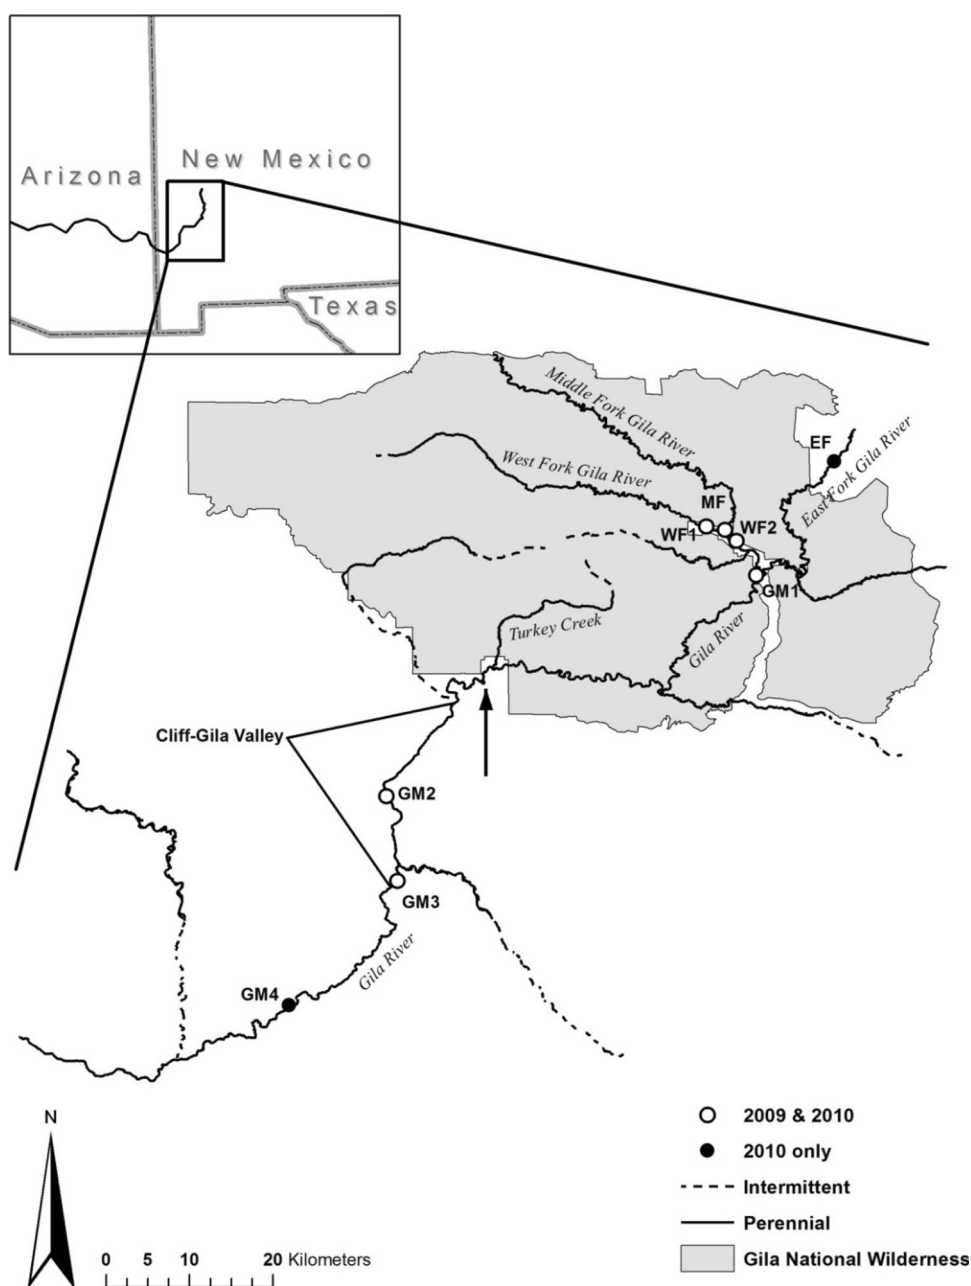 Arizona
New Mexico
Texas
Middle Fork Gila River
West Fork Gila River
East Fork Gila River
EF
MF
WF1
WF2
GM1
Turkey Creek
Gila River
Cliff-Gila Valley
GM2
GM3
Gila River
GM4
N
0 5 10 20 Kilometers
2009 & 2010
2010 only
Intermittent
Perennial
Gila National Wilderness